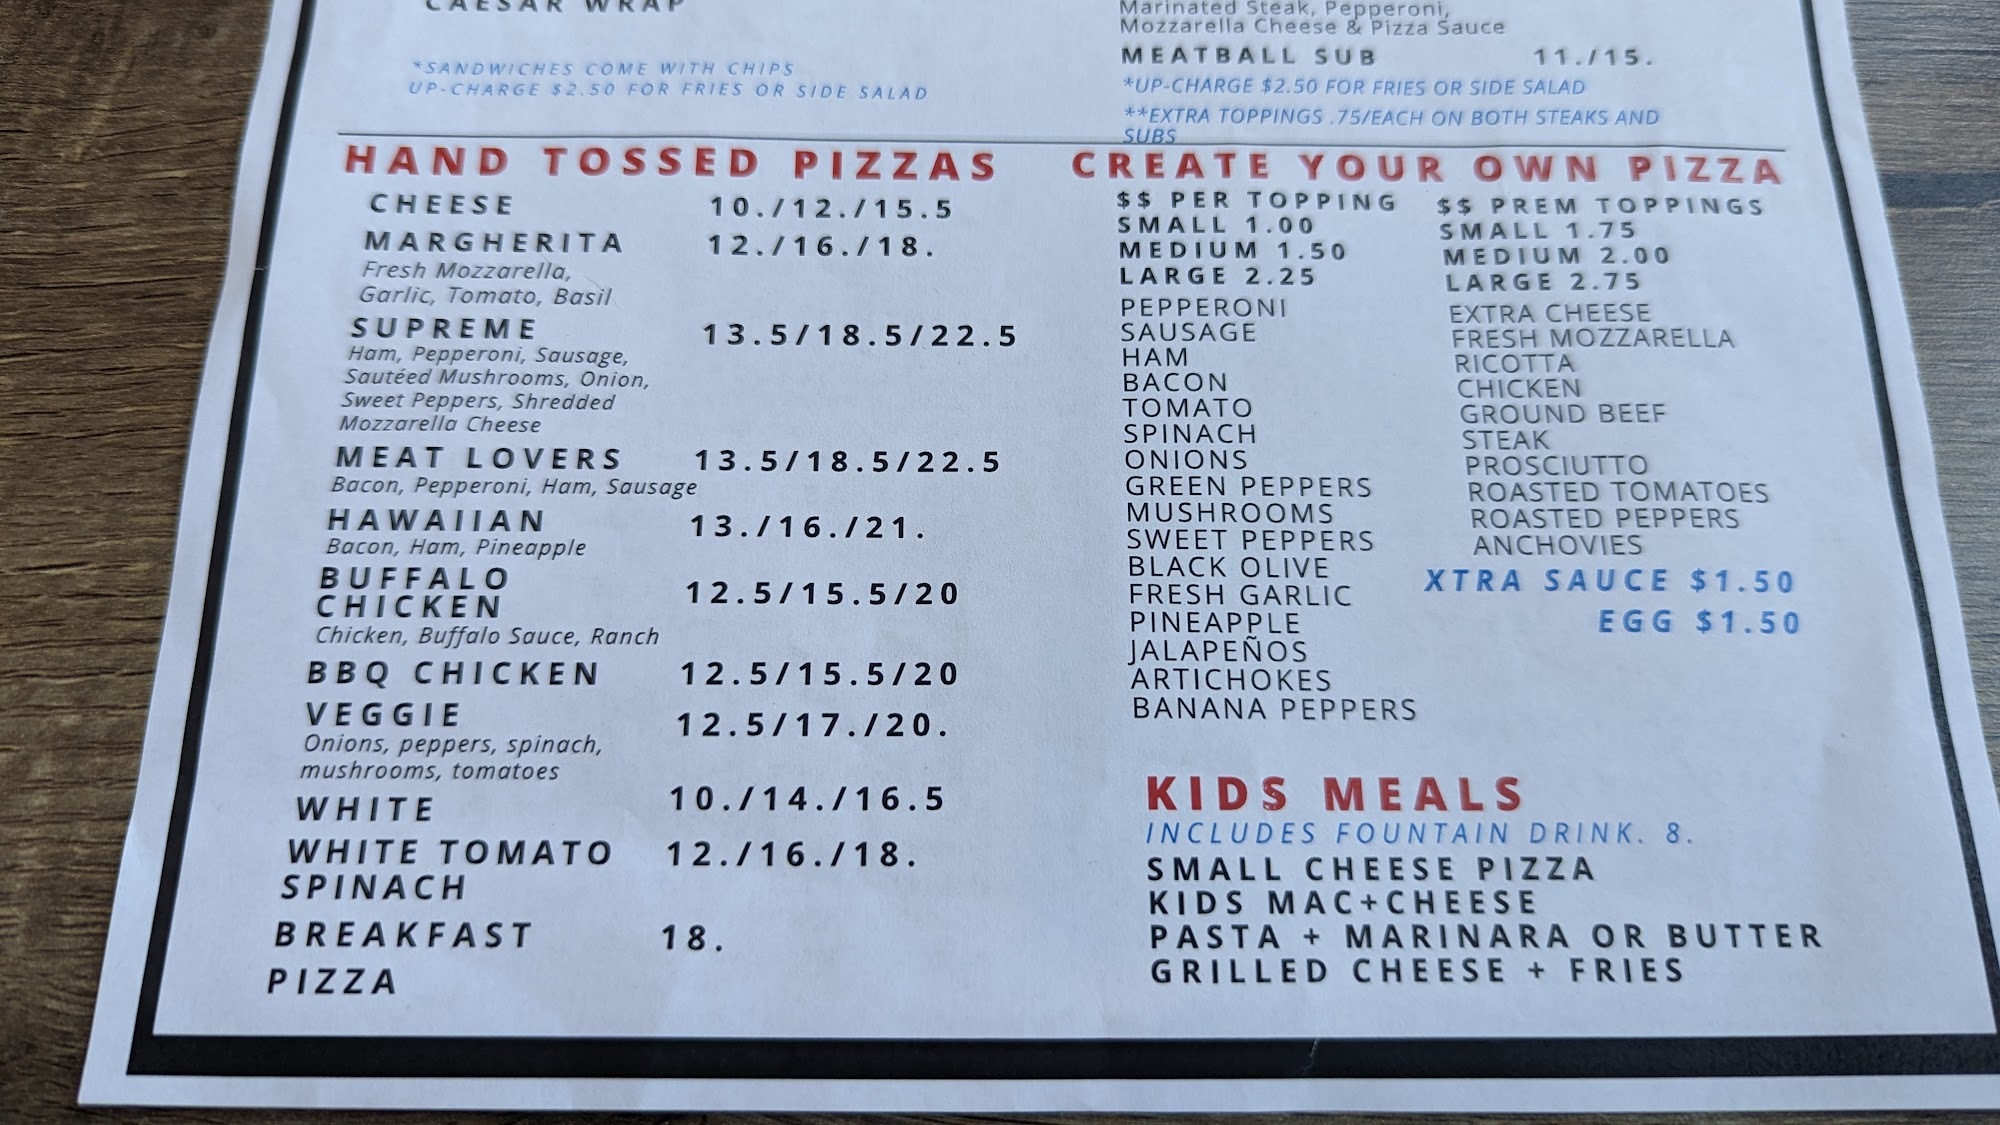 CAESAR WRAP
*SANDWICHES COME WITH CHIPS
UP-CHARGE $2.50 FOR FRIES OR SIDE SALAD
Marinated Steak, Pepperoni,
Mozzarella Cheese & Pizza Sauce
MEATBALL SUB 11./15.
*UP-CHARGE $2.50 FOR FRIES OR SIDE SALAD
**EXTRA TOPPINGS .75/EACH ON BOTH STEAKS AND
SUBS
HAND TOSSED PIZZAS
CHEESE 10./12./15.5
MARGHERITA 12./16./18.
Fresh Mozzarella,
Garlic, Tomato, Basil
SUPREME 13.5/18.5/22.5
Ham, Pepperoni, Sausage,
Sautéed Mushrooms, Onion,
Sweet Peppers, Shredded
Mozzarella Cheese
MEAT LOVERS 13.5/18.5/22.5
Bacon, Pepperoni, Ham, Sausage
HAWAIIAN 13./16./21.
Bacon, Ham, Pineapple
BUFFALO
CHICKEN 12.5/15.5/20
Chicken, Buffalo Sauce, Ranch
BBQ CHICKEN 12.5/15.5/20
VEGGIE 12.5/17./20.
Onions, peppers, spinach,
mushrooms, tomatoes
WHITE 10./14./16.5
WHITE TOMATO 12./16./18.
SPINACH
BREAKFAST 18.
PIZZA
CREATE YOUR OWN PIZZA
$$ PER TOPPING
SMALL 1.00
MEDIUM 1.50
LARGE 2.25
PEPPERONI
SAUSAGE
HAM
BACON
TOMATO
SPINACH
ONIONS
GREEN PEPPERS
MUSHROOMS
SWEET PEPPERS
BLACK OLIVE
FRESH GARLIC
PINEAPPLE
JALAPEÑOS
ARTICHOKES
BANANA PEPPERS
$$ PREM TOPPINGS
SMALL 1.75
MEDIUM 2.00
LARGE 2.75
EXTRA CHEESE
FRESH MOZZARELLA
RICOTTA
CHICKEN
GROUND BEEF
STEAK
PROSCIUTTO
ROASTED TOMATOES
ROASTED PEPPERS
ANCHOVIES
XTRA SAUCE $1.50
EGG $1.50
KIDS MEALS
INCLUDES FOUNTAIN DRINK. 8.
SMALL CHEESE PIZZA
KIDS MAC+CHEESE
PASTA + MARINARA OR BUTTER
GRILLED CHEESE + FRIES